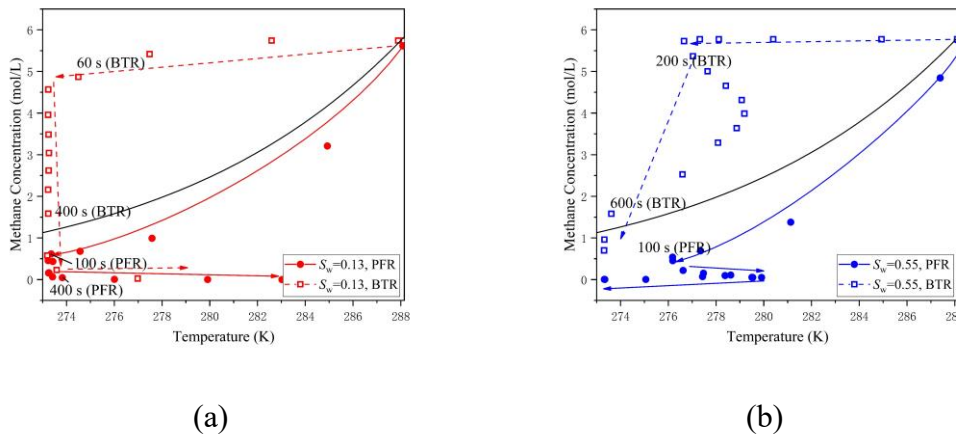 6
5
4
3
2
1
0
Methane Concentration (mol/L)
60 s (BTR)
400 s (BTR)
100 s (PFR)
400 s (PFR)
Sw=0.13, PFR
Sw=0.13, BTR
274 276 278 280 282 284 286 288
Temperature (K)
(a)
6
5
4
3
2
1
0
Methane Concentration (mol/L)
200 s (BTR)
600 s (BTR)
100 s (PFR)
Sw=0.55, PFR
Sw=0.55, BTR
274 276 278 280 282 284 286
Temperature (K)
(b)